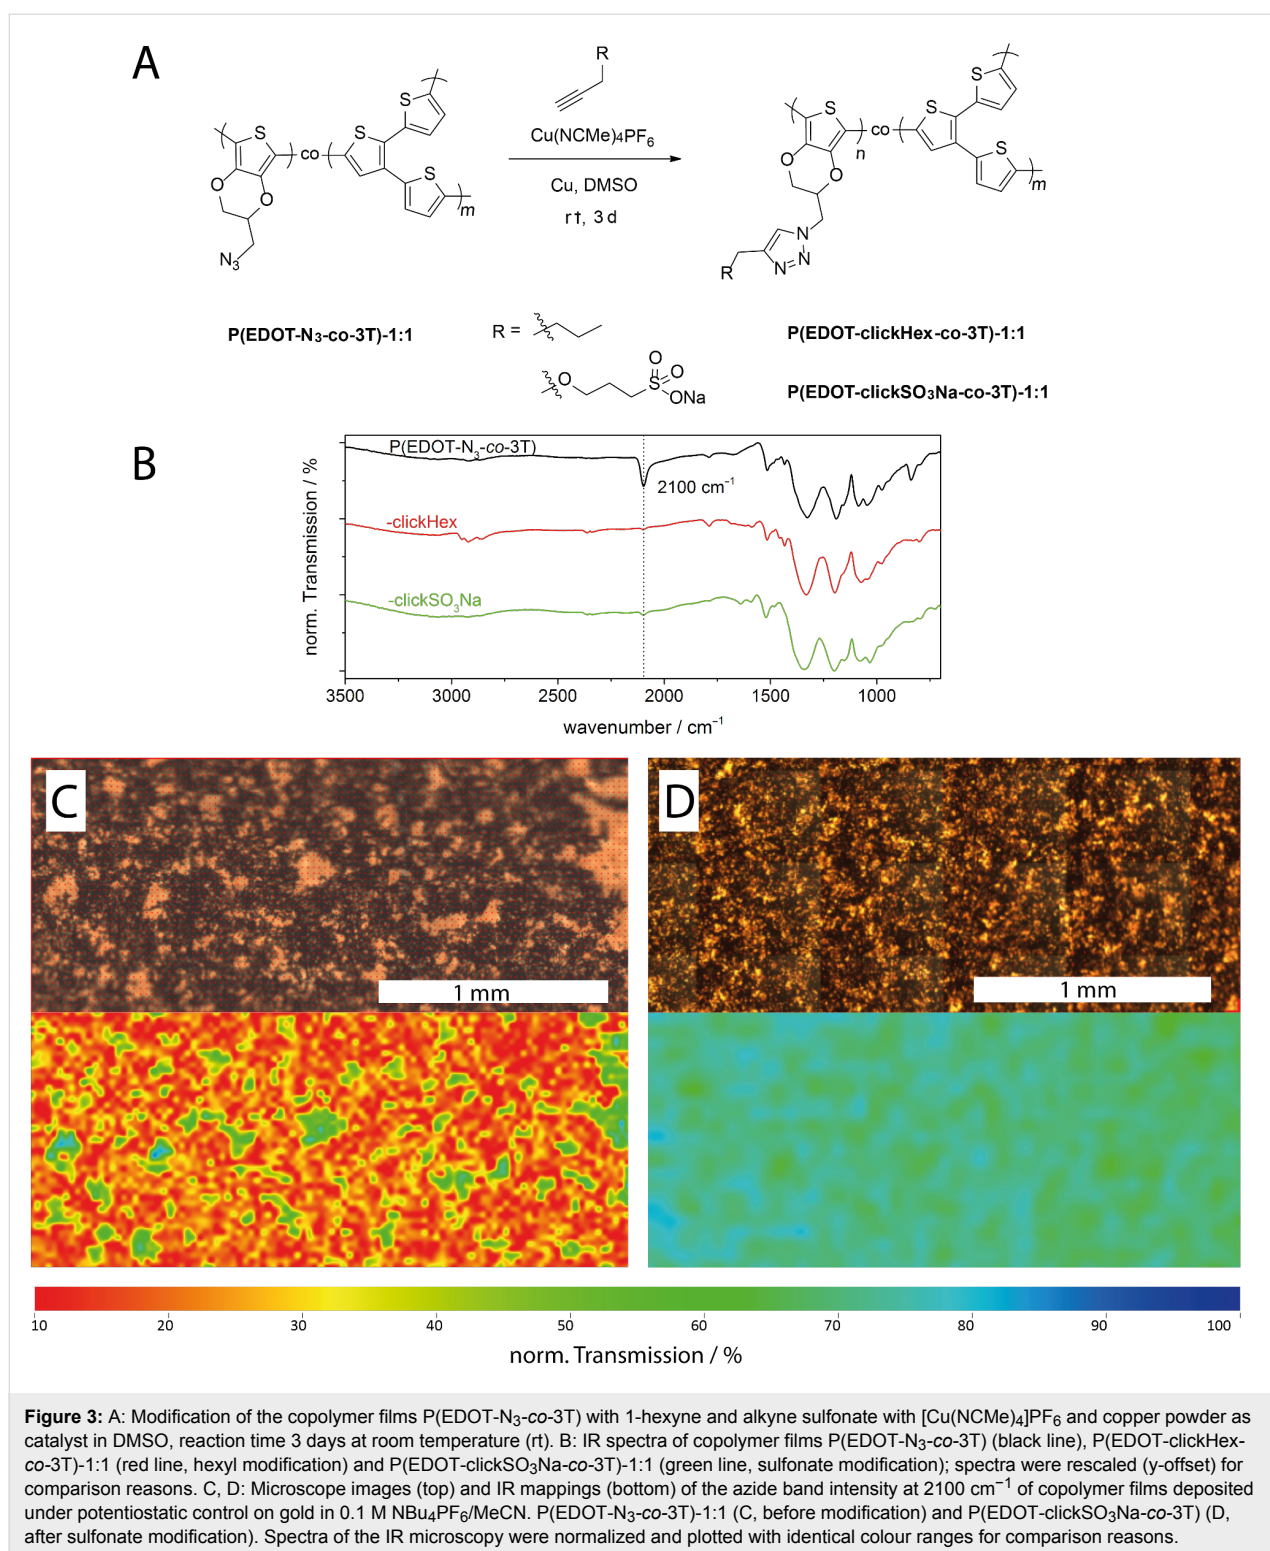 A
R
S
S
S
S
S
S
S
S
co
co
n
m
m
O
O
O
O
N₃
N
N
N
R
Cu(NCMe)₄PF₆
Cu, DMSO
rt, 3 d
P(EDOT-N₃-co-3T)-1:1
R =
P(EDOT-clickHex-co-3T)-1:1
O
O
S
O
ONa
P(EDOT-clickSO₃Na-co-3T)-1:1
B
P(EDOT-N₃-co-3T)
2100 cm⁻¹
-clickHex
-clickSO₃Na
norm. Transmission / %
3500 3000 2500 2000 1500 1000
wavenumber / cm⁻¹
C
1 mm
D
1 mm
10 20 30 40 50 60 70 80 90 100
norm. Transmission / %
Figure 3: A: Modification of the copolymer films P(EDOT-N₃-co-3T) with 1-hexyne and alkyne sulfonate with [Cu(NCMe)₄]PF₆ and copper powder as
catalyst in DMSO, reaction time 3 days at room temperature (rt). B: IR spectra of copolymer films P(EDOT-N₃-co-3T) (black line), P(EDOT-clickHex-
co-3T)-1:1 (red line, hexyl modification) and P(EDOT-clickSO₃Na-co-3T)-1:1 (green line, sulfonate modification); spectra were rescaled (y-offset) for
comparison reasons. C, D: Microscope images (top) and IR mappings (bottom) of the azide band intensity at 2100 cm⁻¹ of copolymer films deposited
under potentiostatic control on gold in 0.1 M NBu₄PF₆/MeCN. P(EDOT-N₃-co-3T)-1:1 (C, before modification) and P(EDOT-clickSO₃Na-co-3T) (D,
after sulfonate modification). Spectra of the IR microscopy were normalized and plotted with identical colour ranges for comparison reasons.